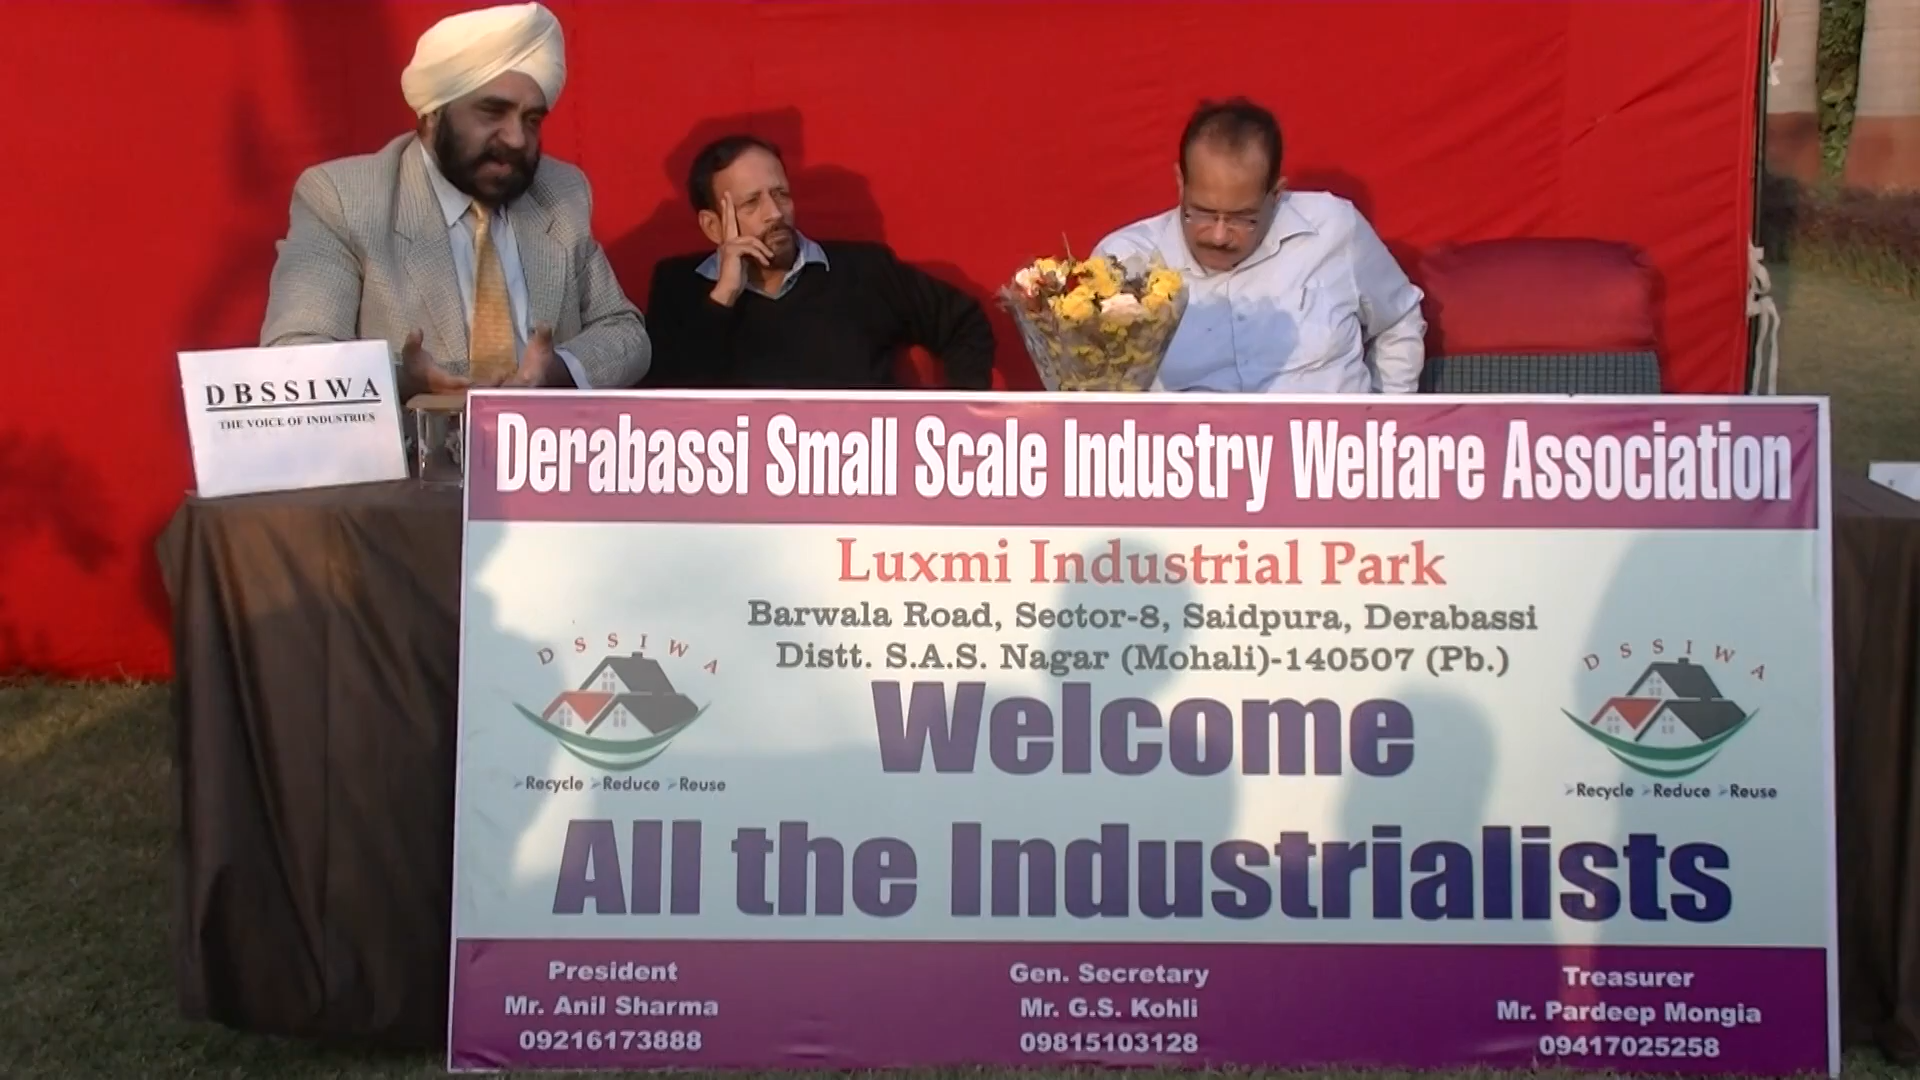 DBSSIWA
THE VOICE OF INDUSTRIES
Derabassi Small Scale Industry Welfare Association
Luxmi Industrial Park
Barwala Road, Sector-8, Saidpura, Derabassi
Distt. S.A.S. Nagar (Mohali)-140507 (Pb.)
DSSIWA
➢Recycle ➢Reduce ➢Reuse
DSSIWA
➢Recycle ➢Reduce ➢Reuse
Welcome
All the Industrialists
President
Mr. Anil Sharma
09216173888
Gen. Secretary
Mr. G.S. Kohli
09815103128
Treasurer
Mr. Pardeep Mongia
09417025258